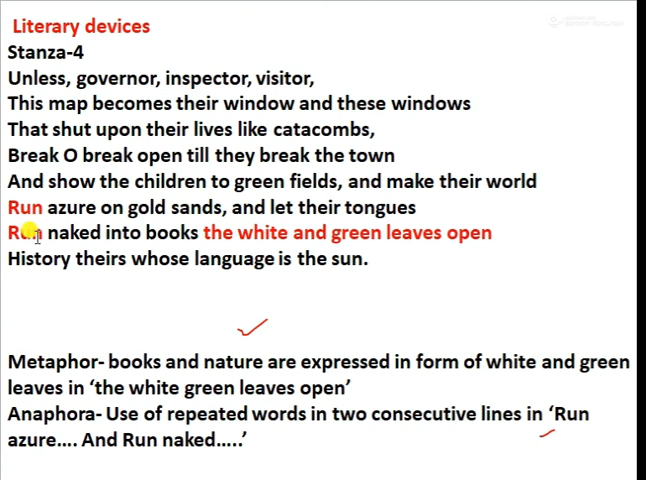 Literary devices
Stanza-4
Unless, governor, inspector, visitor,
This map becomes their window and these windows
That shut upon their lives like catacombs,
Break O break open till they break the town
And show the children to green fields, and make their world
Run azure on gold sands, and let their tongues
Run naked into books the white and green leaves open
History theirs whose language is the sun.
Metaphor- books and nature are expressed in form of white and green
leaves in ‘the white green leaves open’
Anaphora- Use of repeated words in two consecutive lines in ‘Run
azure.... And Run naked.....’